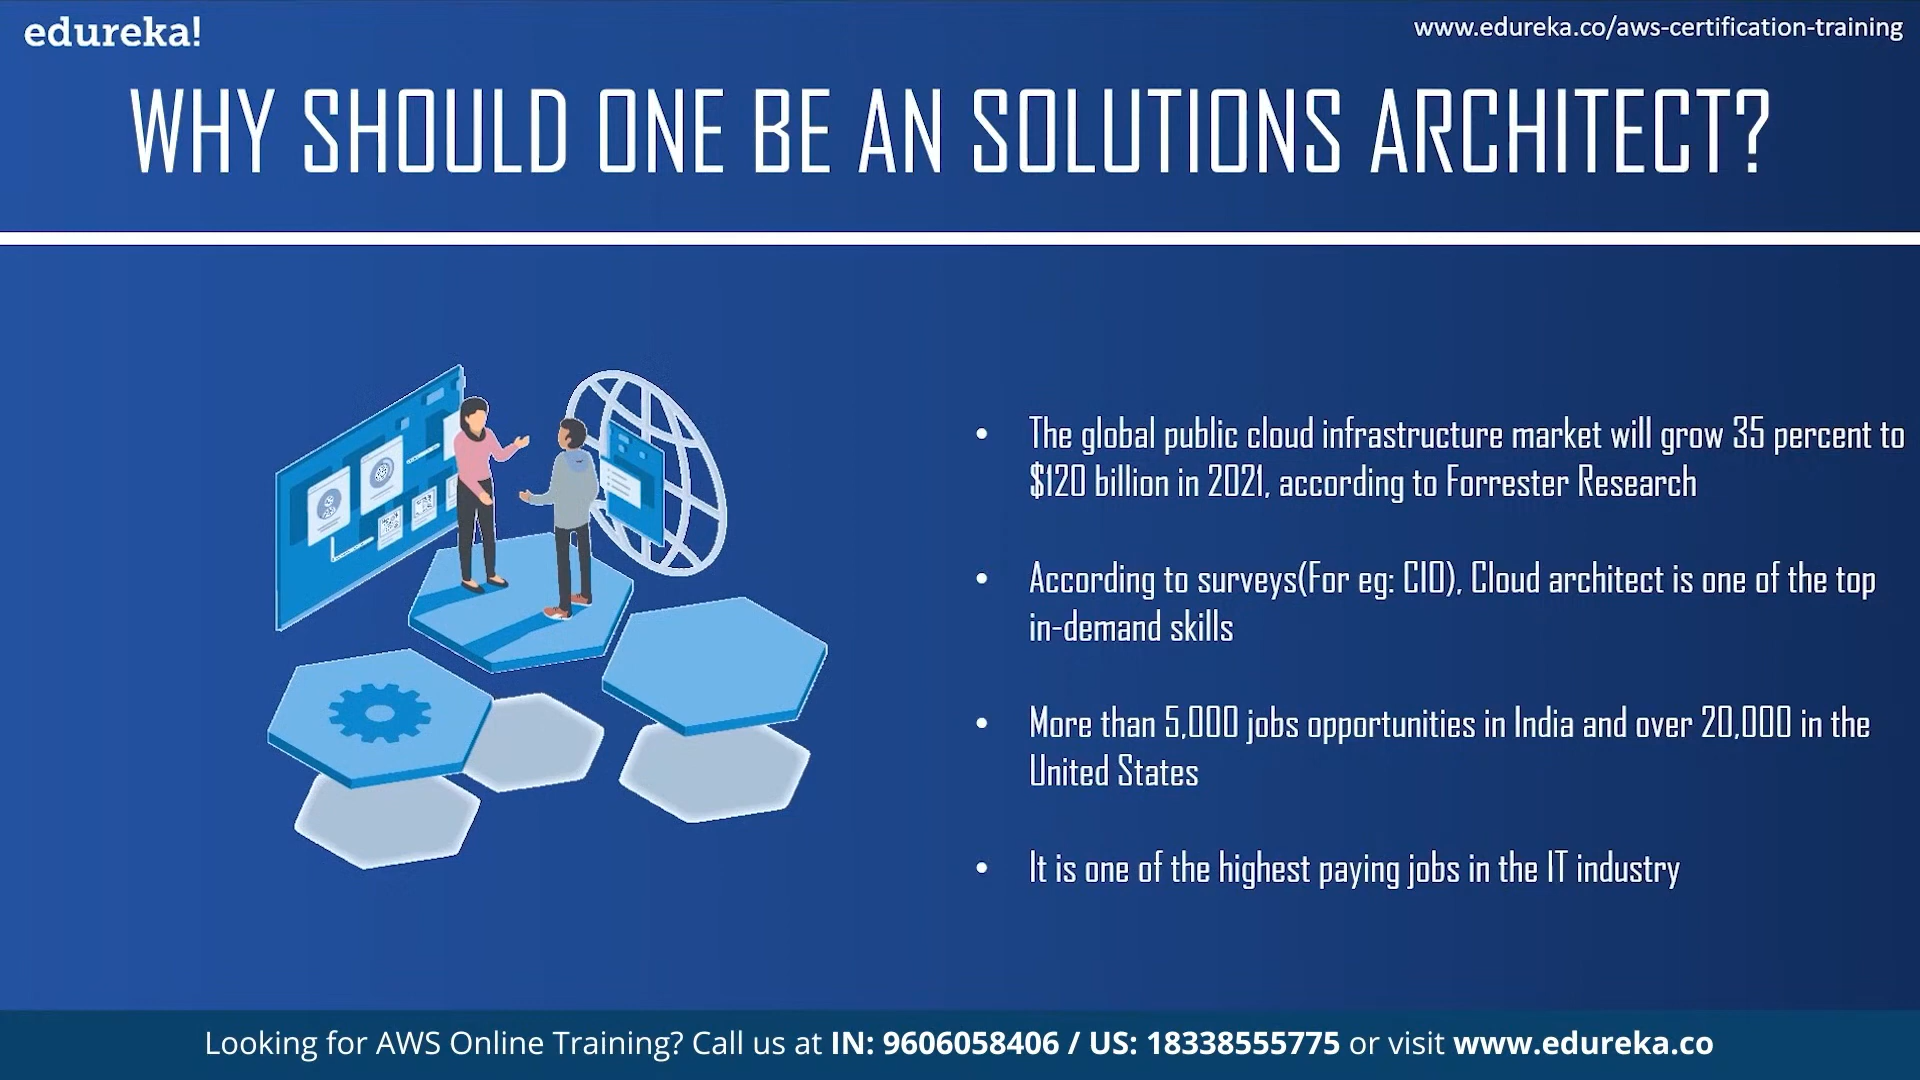 edureka!
www.edureka.co/aws-certification-training
WHY SHOULD ONE BE AN SOLUTIONS ARCHITECT?
• The global public cloud infrastructure market will grow 35 percent to
$120 billion in 2021, according to Forrester Research
• According to surveys(For eg: CIO), Cloud architect is one of the top
in-demand skills
• More than 5,000 jobs opportunities in India and over 20,000 in the
United States
• It is one of the highest paying jobs in the IT industry
Looking for AWS Online Training? Call us at IN: 9606058406 / US: 18338555775 or visit www.edureka.co